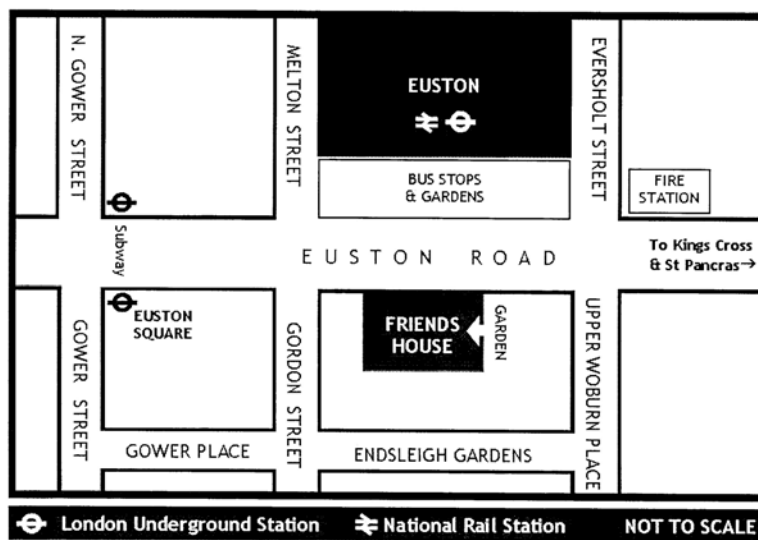 N. GOWER STREET
MELTON STREET
EUSTON
EVERSHOLT STREET
BUS STOPS
& GARDENS
FIRE
STATION
Subway
EUSTON ROAD
To Kings Cross
& St Pancras→
EUSTON
SQUARE
GOWER STREET
GORDON STREET
FRIENDS
HOUSE
GARDEN
UPPER WOBURN PLACE
GOWER PLACE
ENDSLEIGH GARDENS
London Underground Station
National Rail Station
NOT TO SCALE